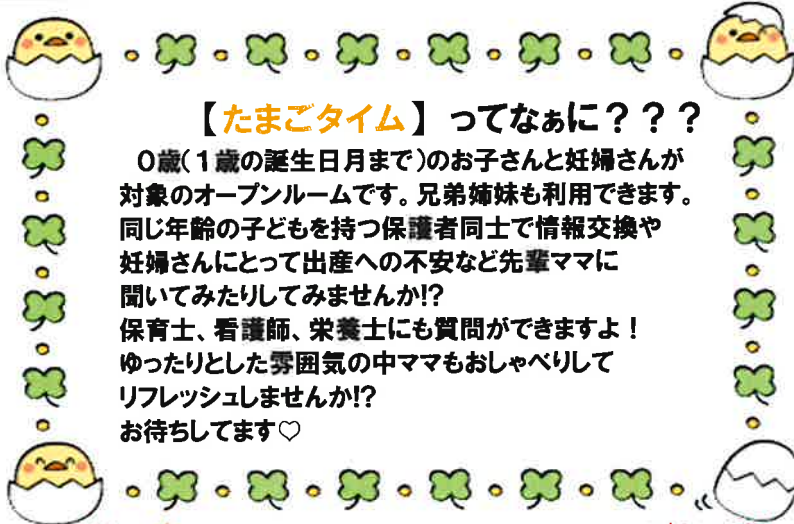 【たまごタイム】ってなぁに？？？
０歳(１歳の誕生日月まで)のお子さんと妊婦さんが
対象のオープンルームです。兄弟姉妹も利用できます。
同じ年齢の子どもを持つ保護者同士で情報交換や
妊婦さんにとって出産への不安など先輩ママに
聞いてみたりしてみませんか!?
保育士、看護師、栄養士にも質問ができますよ！
ゆったりとした雰囲気の中ママもおしゃべりして
リフレッシュしませんか!?
お待ちしてます♡